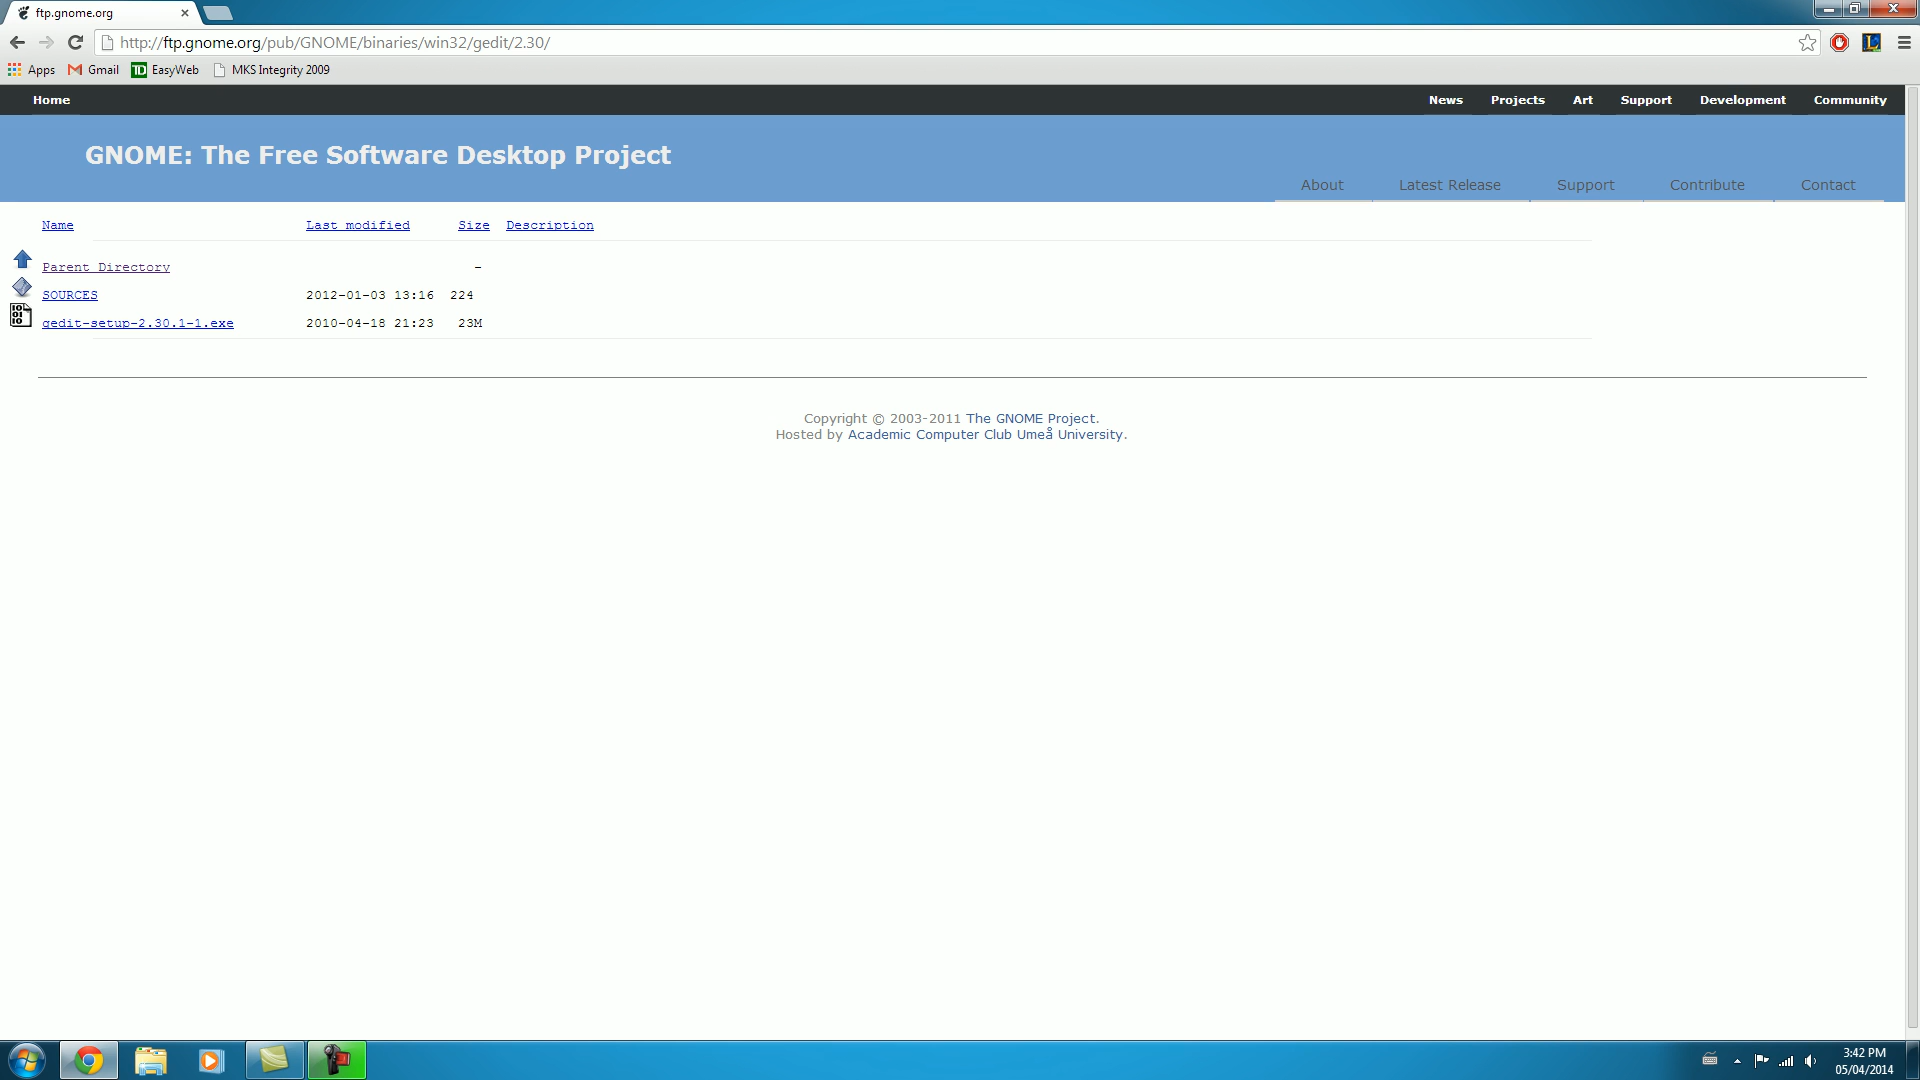 ftp.gnome.org
http://ftp.gnome.org/pub/GNOME/binaries/win32/gedit/2.30/
Apps Gmail TD EasyWeb MKS Integrity 2009
Home News Projects Art Support Development Community
GNOME: The Free Software Desktop Project
About Latest Release Support Contribute Contact
Name Last modified Size Description
Parent Directory -
SOURCES 2012-01-03 13:16 224
gedit-setup-2.30.1-1.exe 2010-04-18 21:23 23M
Copyright © 2003-2011 The GNOME Project.
Hosted by Academic Computer Club Umeå University.
3:42 PM
05/04/2014